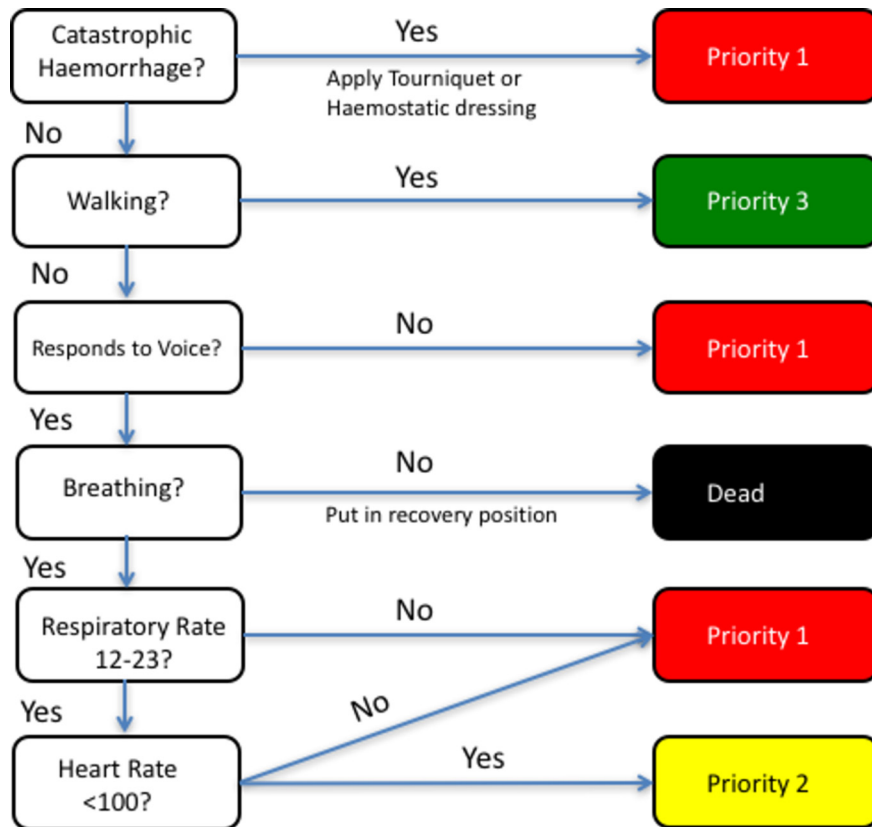 Catastrophic
Haemorrhage?
Yes
Apply Tourniquet or
Haemostatic dressing
Priority 1
No
Walking?
Yes
Priority 3
No
Responds to Voice?
No
Priority 1
Yes
Breathing?
No
Put in recovery position
Dead
Yes
Respiratory Rate
12-23?
No
Priority 1
Yes
No
Heart Rate
<100?
Yes
Priority 2